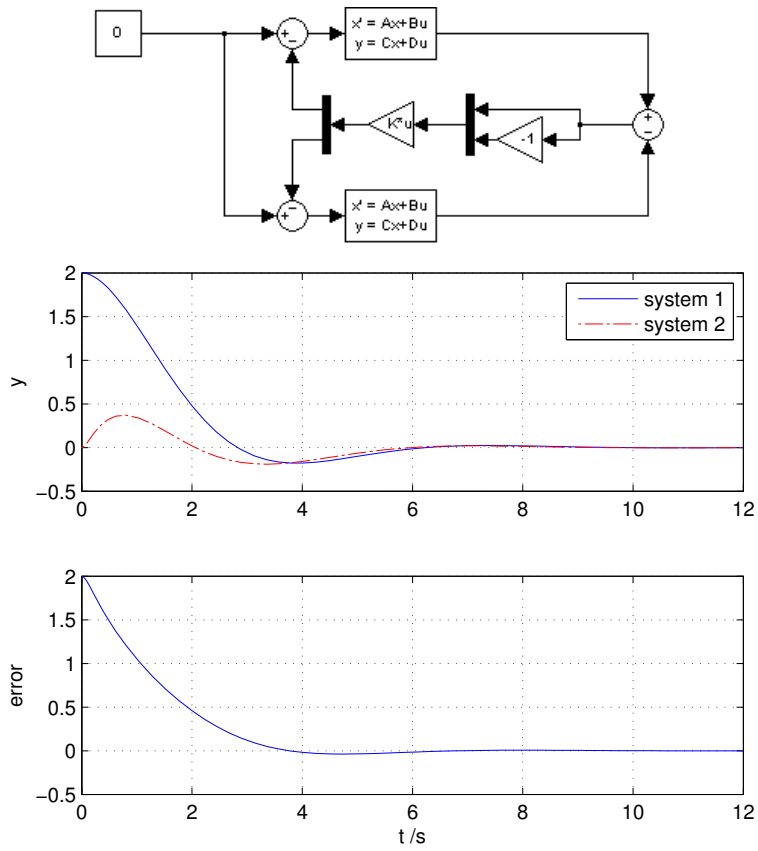 0
+
−
x' = Ax+Bu
y = Cx+Du
K*u
-1
+
−
+
−
x' = Ax+Bu
y = Cx+Du
2
1.5
1
0.5
0
−0.5
y
system 1
system 2
0 2 4 6 8 10 12
2
1.5
1
0.5
0
−0.5
error
0 2 4 6 8 10 12
t /s